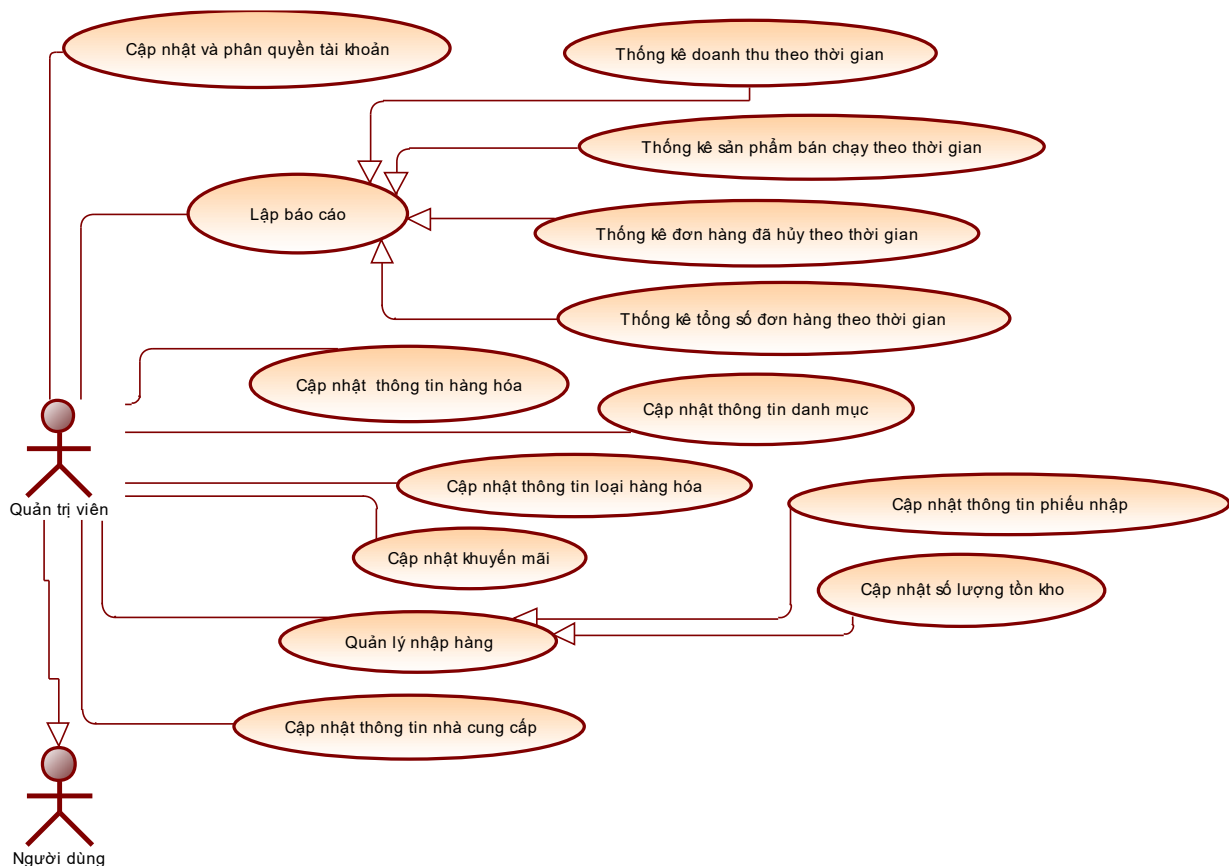 Cập nhật và phân quyền tài khoản
Thống kê doanh thu theo thời gian
Thống kê sản phẩm bán chạy theo thời gian
Lập báo cáo
Thống kê đơn hàng đã hủy theo thời gian
Thống kê tổng số đơn hàng theo thời gian
Cập nhật thông tin hàng hóa
Cập nhật thông tin danh mục
Cập nhật thông tin loại hàng hóa
Cập nhật thông tin phiếu nhập
Quản trị viên
Cập nhật khuyến mãi
Cập nhật số lượng tồn kho
Quản lý nhập hàng
Cập nhật thông tin nhà cung cấp
Người dùng